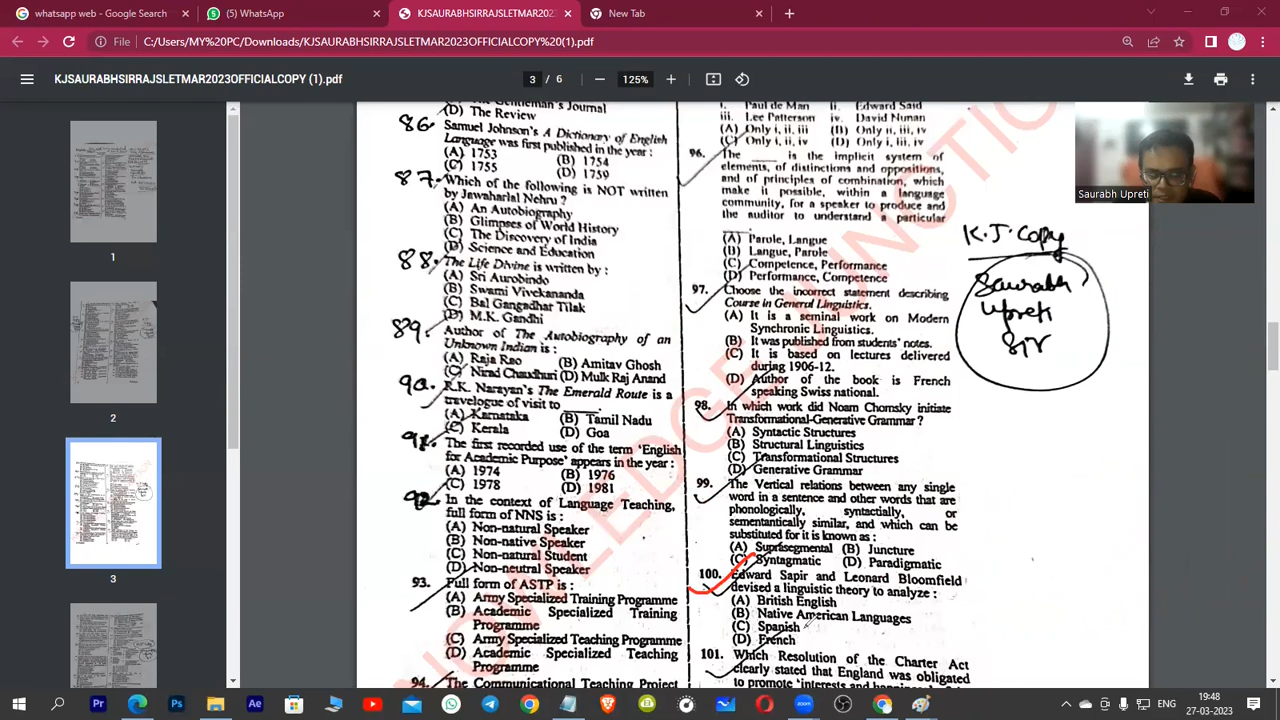 whatsapp web - Google Search
(5) WhatsApp
KJSAURABHSIRRAJSLETMAR2023
New Tab
File
C:/Users/MY%20PC/Downloads/KJSAURABHSIRRAJSLETMAR2023OFFICIALCOPY%20(1).pdf
KJSAURABHSIRRAJSLETMAR2023OFFICIALCOPY (1).pdf
3 / 6
125%
1
2
3
Gentleman's Journal
(D) The Review
86. Samuel Johnson's A Dictionary of English
Language was first published in the year :
(A) 1753 (B) 1754
(C) 1755 (D) 1759
87. Which of the following is NOT written
by Jawaharlal Nehru ?
(A) An Autobiography
(B) Glimpses of World History
(C) The Discovery of India
(D) Science and Education
88. The Life Divine is written by :
(A) Sri Aurobindo
(B) Swami Vivekananda
(C) Bal Gangadhar Tilak
(D) M.K. Gandhi
89. Author of The Autobiography of an
Unknown Indian is :
(A) Raja Rao (B) Amitav Ghosh
(C) Nirad Chaudhuri (D) Mulk Raj Anand
90. R.K. Narayan's The Emerald Route is a
travelogue of visit to ____.
(A) Karnataka (B) Tamil Nadu
(C) Kerala (D) Goa
91. The first recorded use of the term 'English
for Academic Purpose' appears in the year :
(A) 1974 (B) 1976
(C) 1978 (D) 1981
92. In the context of Language Teaching,
full form of NNS is :
(A) Non-natural Speaker
(B) Non-native Speaker
(C) Non-natural Student
(D) Non-neutral Speaker
93. Full form of ASTP is :
(A) Army Specialized Training Programme
(B) Academic Specialized Training
Programme
(C) Army Specialized Teaching Programme
(D) Academic Specialized Teaching
Programme
94. The Communicational Teaching Project
i. Paul de Man ii. Edward Said
iii. Lee Patterson iv. David Nunan
(A) Only i, ii, iii (B) Only ii, iii, iv
(C) Only i, ii, iv (D) Only i, iii, iv
96. The ____ is the implicit system of
elements, of distinctions and oppositions,
and of principles of combination, which
make it possible, within a language
community, for a speaker to produce and
the auditor to understand a particular
____.
(A) Parole, Langue
(B) Langue, Parole
(C) Competence, Performance
(D) Performance, Competence
97. Choose the incorrect statement describing
Course in General Linguistics.
(A) It is a seminal work on Modern
Synchronic Linguistics.
(B) It was published from students' notes.
(C) It is based on lectures delivered
during 1906-12.
(D) Author of the book is French
speaking Swiss national.
98. In which work did Noam Chomsky initiate
Transformational-Generative Grammar ?
(A) Syntactic Structures
(B) Structural Linguistics
(C) Transformational Structures
(D) Generative Grammar
99. The Vertical relations between any single
word in a sentence and other words that are
phonologically, syntactially, or
sementantically similar, and which can be
substituted for it is known as :
(A) Suprasegmental (B) Juncture
(C) Syntagmatic (D) Paradigmatic
100. Edward Sapir and Leonard Bloomfield
devised a linguistic theory to analyze :
(A) British English
(B) Native American Languages
(C) Spanish
(D) French
101. Which Resolution of the Charter Act
clearly stated that England was obligated
to promote 'interests and
K.J. Copy
Saurabh
Upreti
Sir
Saurabh Upreti
ENG
19:48
27-03-2023